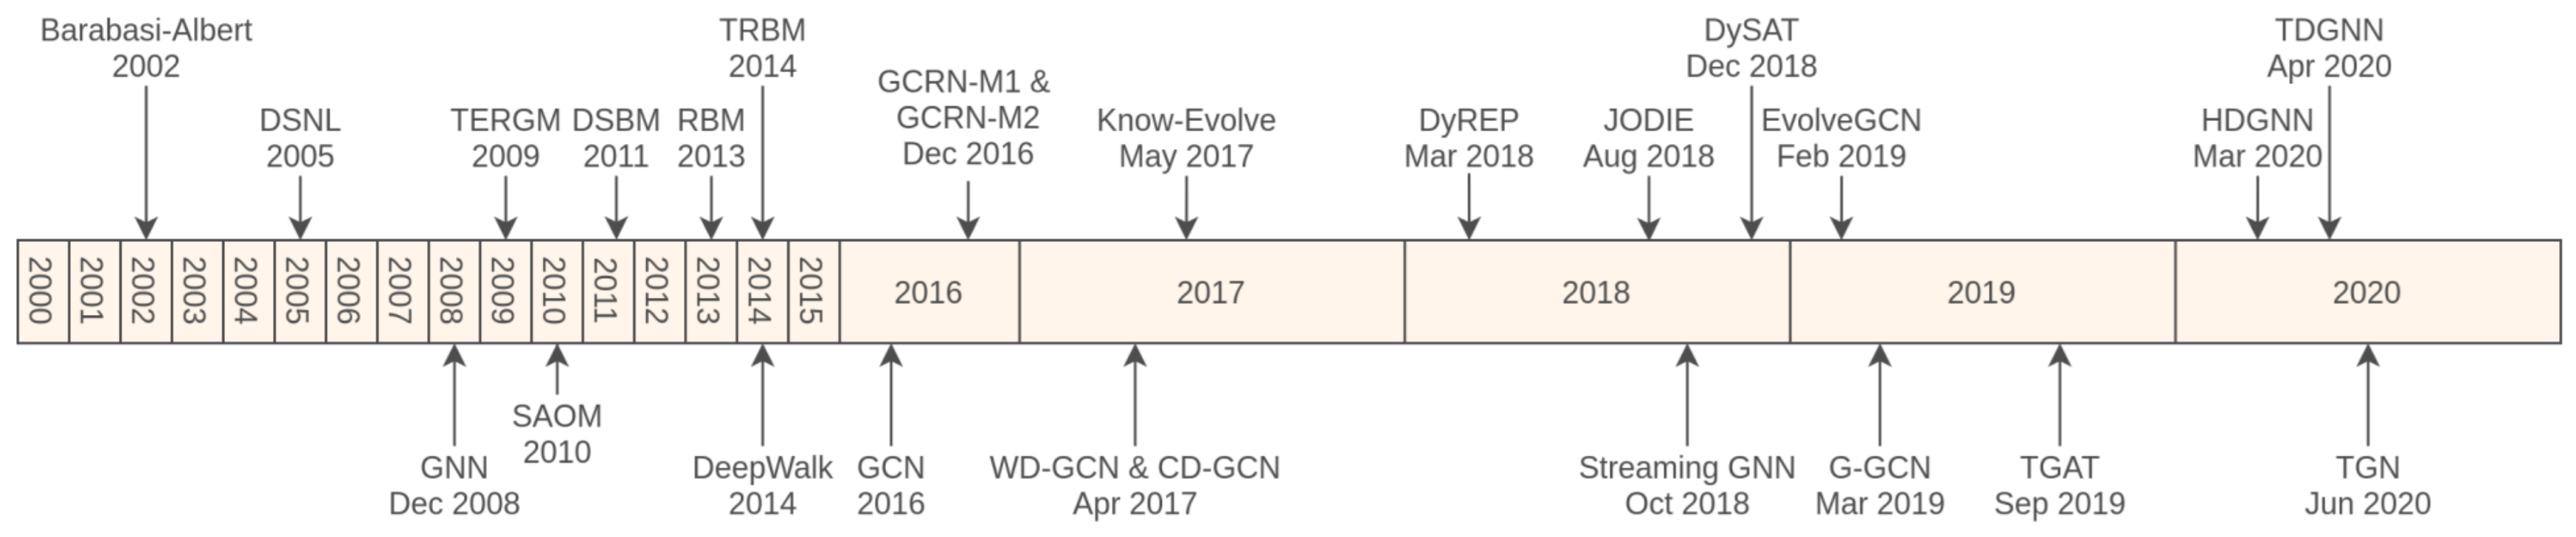 Barabasi-Albert
2002
DSNL
2005
TERGM
2009
DSBM
2011
RBM
2013
TRBM
2014
GCRN-M1 &
GCRN-M2
Dec 2016
Know-Evolve
May 2017
DyREP
Mar 2018
JODIE
Aug 2018
DySAT
Dec 2018
EvolveGCN
Feb 2019
HDGNN
Mar 2020
TDGNN
Apr 2020
2000
2001
2002
2003
2004
2005
2006
2007
2008
2009
2010
2011
2012
2013
2014
2015
2016
2017
2018
2019
2020
GNN
Dec 2008
SAOM
2010
DeepWalk
2014
GCN
2016
WD-GCN & CD-GCN
Apr 2017
Streaming GNN
Oct 2018
G-GCN
Mar 2019
TGAT
Sep 2019
TGN
Jun 2020